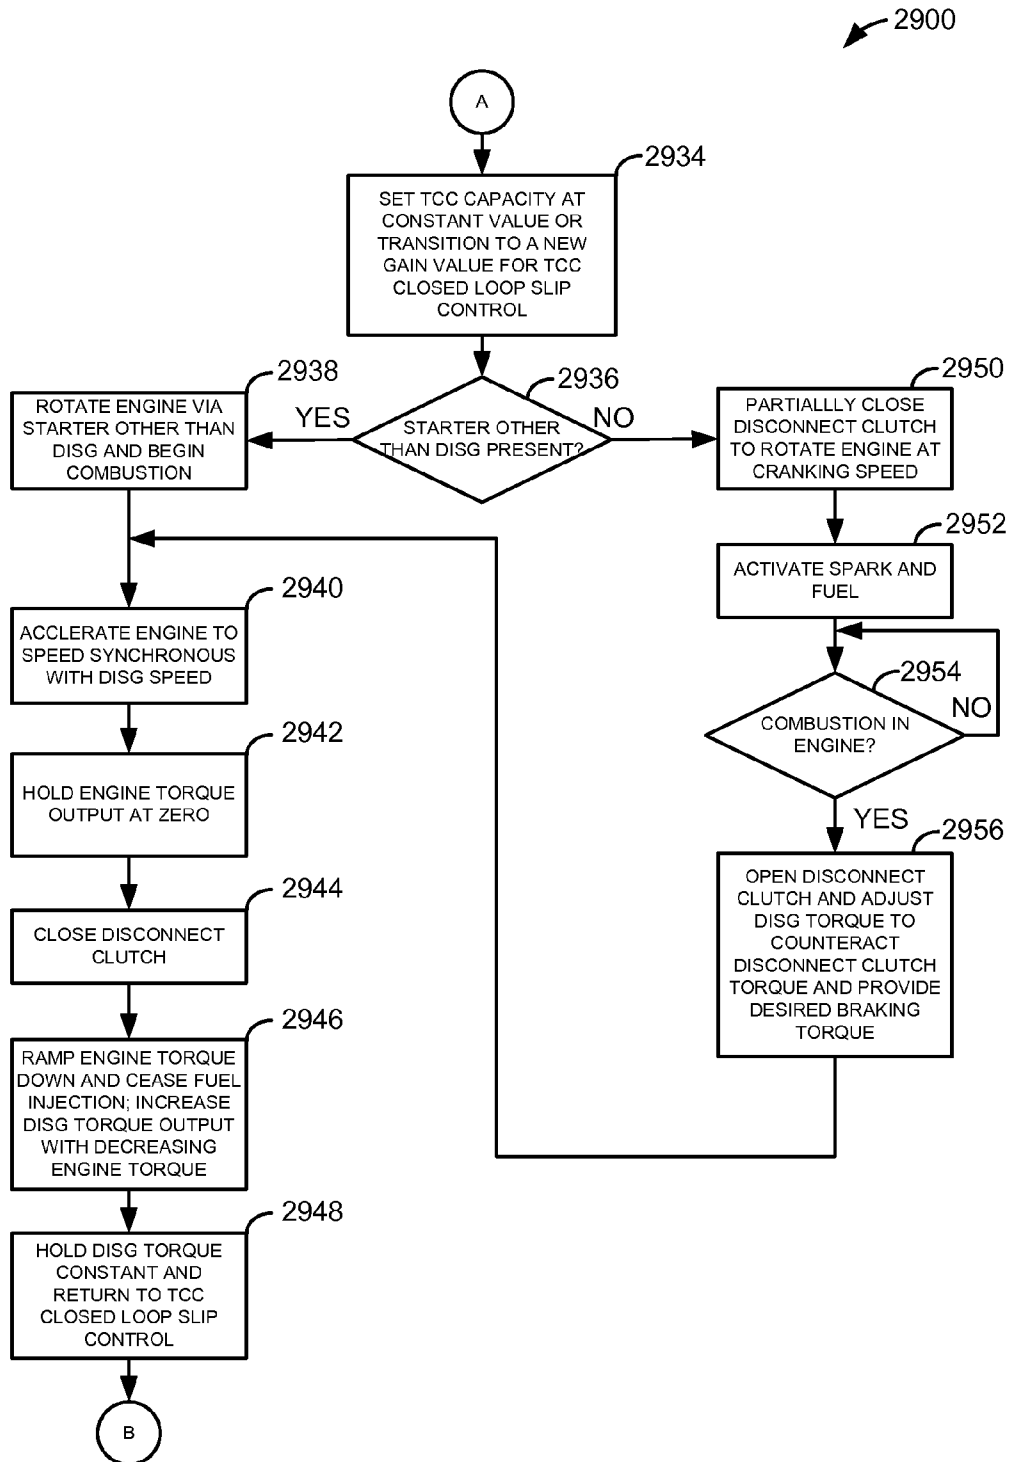 2900
A
2934
SET TCC CAPACITY AT
CONSTANT VALUE OR
TRANSITION TO A NEW
GAIN VALUE FOR TCC
CLOSED LOOP SLIP
CONTROL
2936
STARTER OTHER
THAN DISG PRESENT?
YES
NO
2938
ROTATE ENGINE VIA
STARTER OTHER THAN
DISG AND BEGIN
COMBUSTION
2940
ACCLERATE ENGINE TO
SPEED SYNCHRONOUS
WITH DISG SPEED
2942
HOLD ENGINE TORQUE
OUTPUT AT ZERO
2944
CLOSE DISCONNECT
CLUTCH
2946
RAMP ENGINE TORQUE
DOWN AND CEASE FUEL
INJECTION; INCREASE
DISG TORQUE OUTPUT
WITH DECREASING
ENGINE TORQUE
2948
HOLD DISG TORQUE
CONSTANT AND
RETURN TO TCC
CLOSED LOOP SLIP
CONTROL
B
2950
PARTIALLLY CLOSE
DISCONNECT CLUTCH
TO ROTATE ENGINE AT
CRANKING SPEED
2952
ACTIVATE SPARK AND
FUEL
2954
COMBUSTION IN
ENGINE?
NO
YES
2956
OPEN DISCONNECT
CLUTCH AND ADJUST
DISG TORQUE TO
COUNTERACT
DISCONNECT CLUTCH
TORQUE AND PROVIDE
DESIRED BRAKING
TORQUE